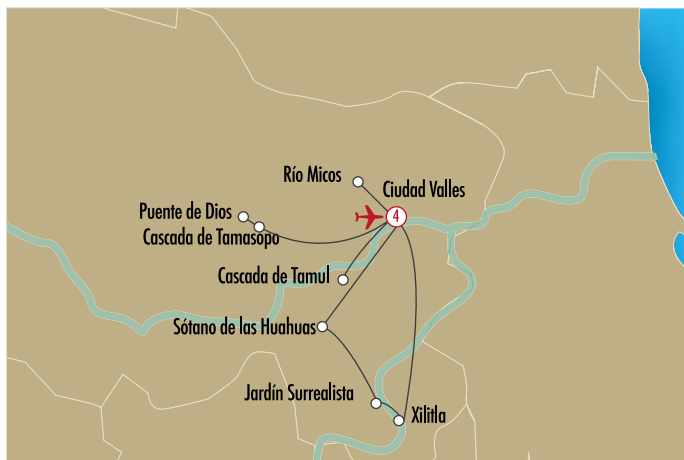 Río Micos
Ciudad Valles
Puente de Dios
4
Cascada de Tamasopo
Cascada de Tamul
Sótano de las Huahuas
Jardín Surrealista
Xilitla